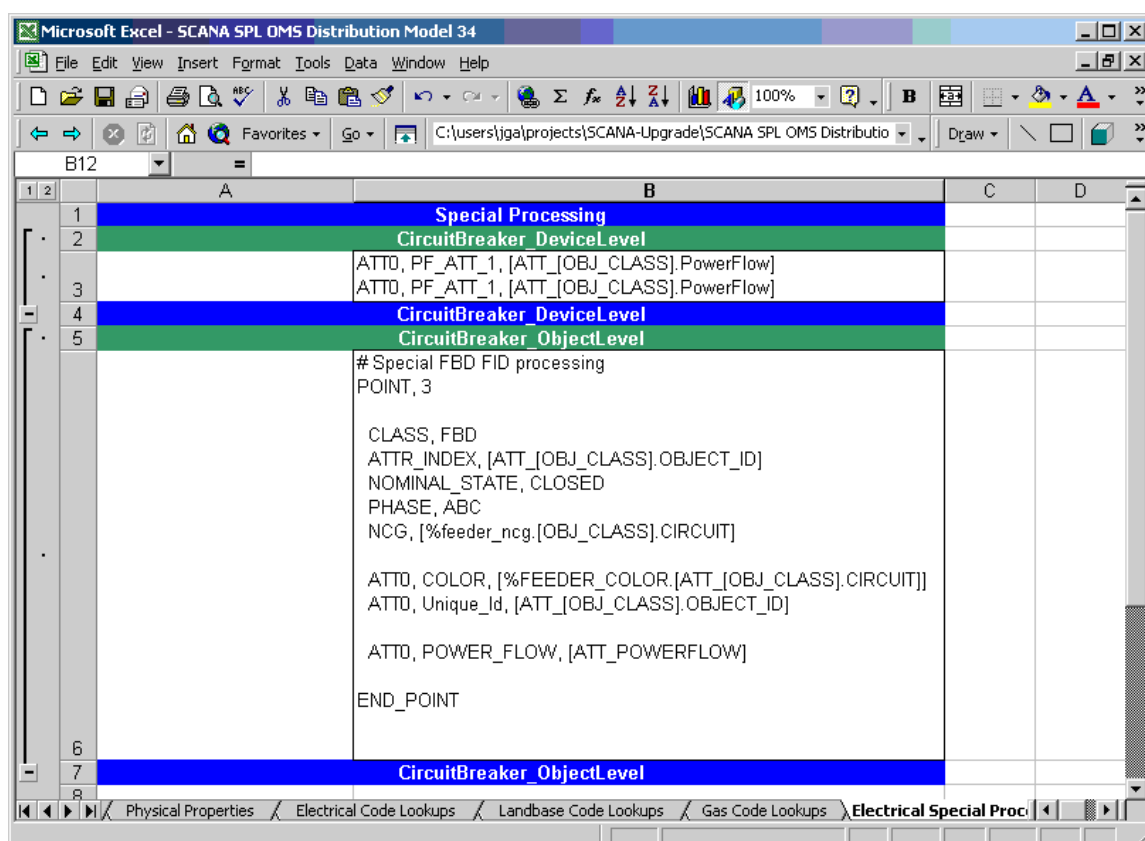 Microsoft Excel - SCANA SPL OMS Distribution Model 34
File Edit View Insert Format Tools Data Window Help
100%
B
A
Favorites
Go
C:\users\jga\projects\SCANA-Upgrade\SCANA SPL OMS Distributio
Draw
B12 =
1 2 A B C D
1 Special Processing
2 CircuitBreaker_DeviceLevel
ATT0, PF_ATT_1, [ATT_[OBJ_CLASS].PowerFlow]
3 ATT0, PF_ATT_1, [ATT_[OBJ_CLASS].PowerFlow]
4 CircuitBreaker_DeviceLevel
5 CircuitBreaker_ObjectLevel
# Special FBD FID processing
POINT, 3
CLASS, FBD
ATTR_INDEX, [ATT_[OBJ_CLASS].OBJECT_ID]
NOMINAL_STATE, CLOSED
PHASE, ABC
NCG, [%feeder_ncg.[OBJ_CLASS].CIRCUIT]
ATT0, COLOR, [%FEEDER_COLOR.[ATT_[OBJ_CLASS].CIRCUIT]]
ATT0, Unique_Id, [ATT_[OBJ_CLASS].OBJECT_ID]
ATT0, POWER_FLOW, [ATT_POWERFLOW]
END_POINT
6
7 CircuitBreaker_ObjectLevel
8
Physical Properties / Electrical Code Lookups / Landbase Code Lookups / Gas Code Lookups \ Electrical Special Proc